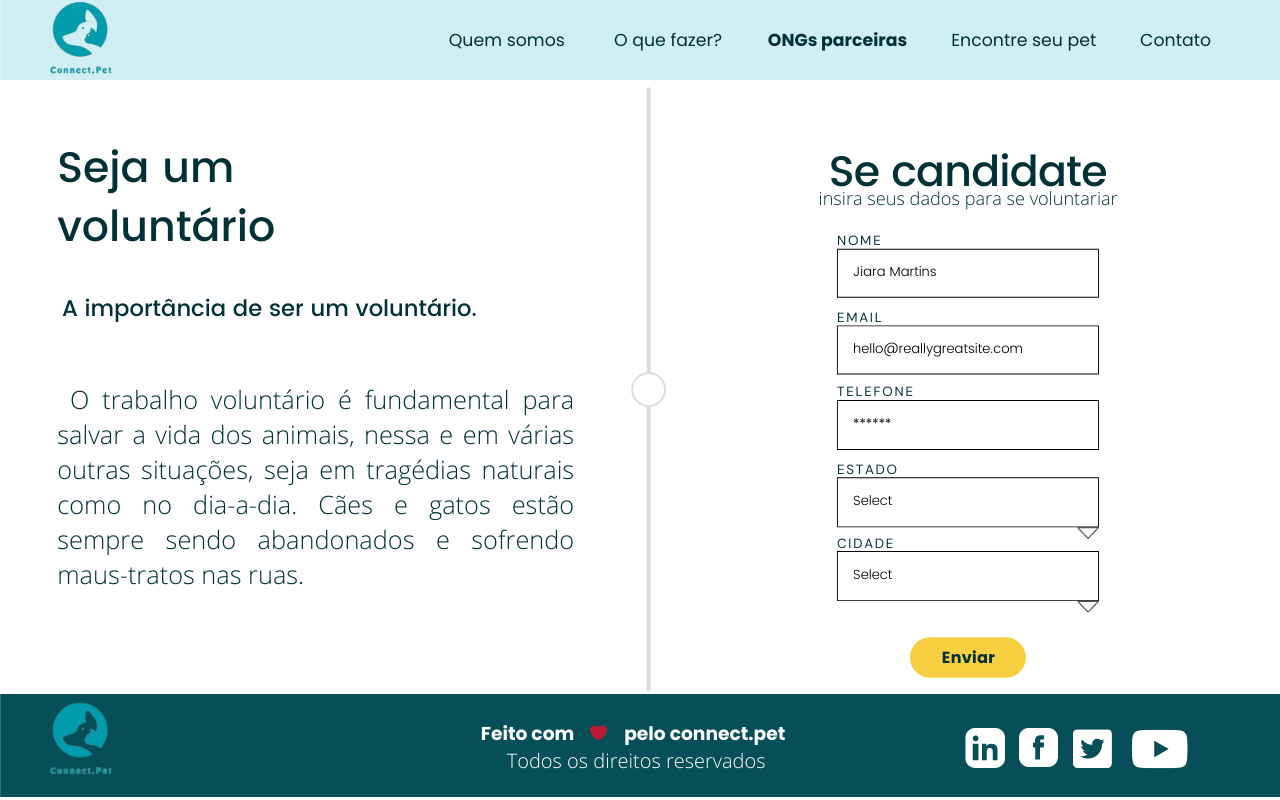 Connect.Pet
Quem somos
O que fazer?
ONGs parceiras
Encontre seu pet
Contato
Seja um
voluntário
A importância de ser um voluntário.
O trabalho voluntário é fundamental para
salvar a vida dos animais, nessa e em várias
outras situações, seja em tragédias naturais
como no dia-a-dia. Cães e gatos estão
sempre sendo abandonados e sofrendo
maus-tratos nas ruas.
Se candidate
insira seus dados para se voluntariar
NOME
Jiara Martins
EMAIL
hello@reallygreatsite.com
TELEFONE
******
ESTADO
Select
CIDADE
Select
Enviar
Connect.Pet
Feito com pelo connect.pet
Todos os direitos reservados
in
f